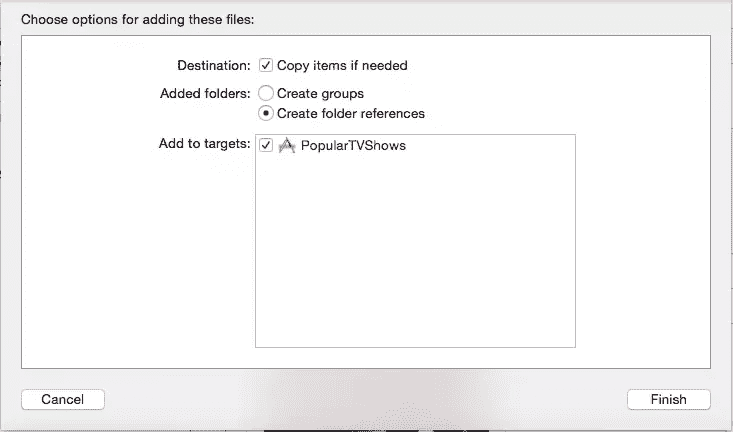 Choose options for adding these files:
Destination: Copy items if needed
Added folders: Create groups
Create folder references
Add to targets: PopularTVShows
Cancel Finish